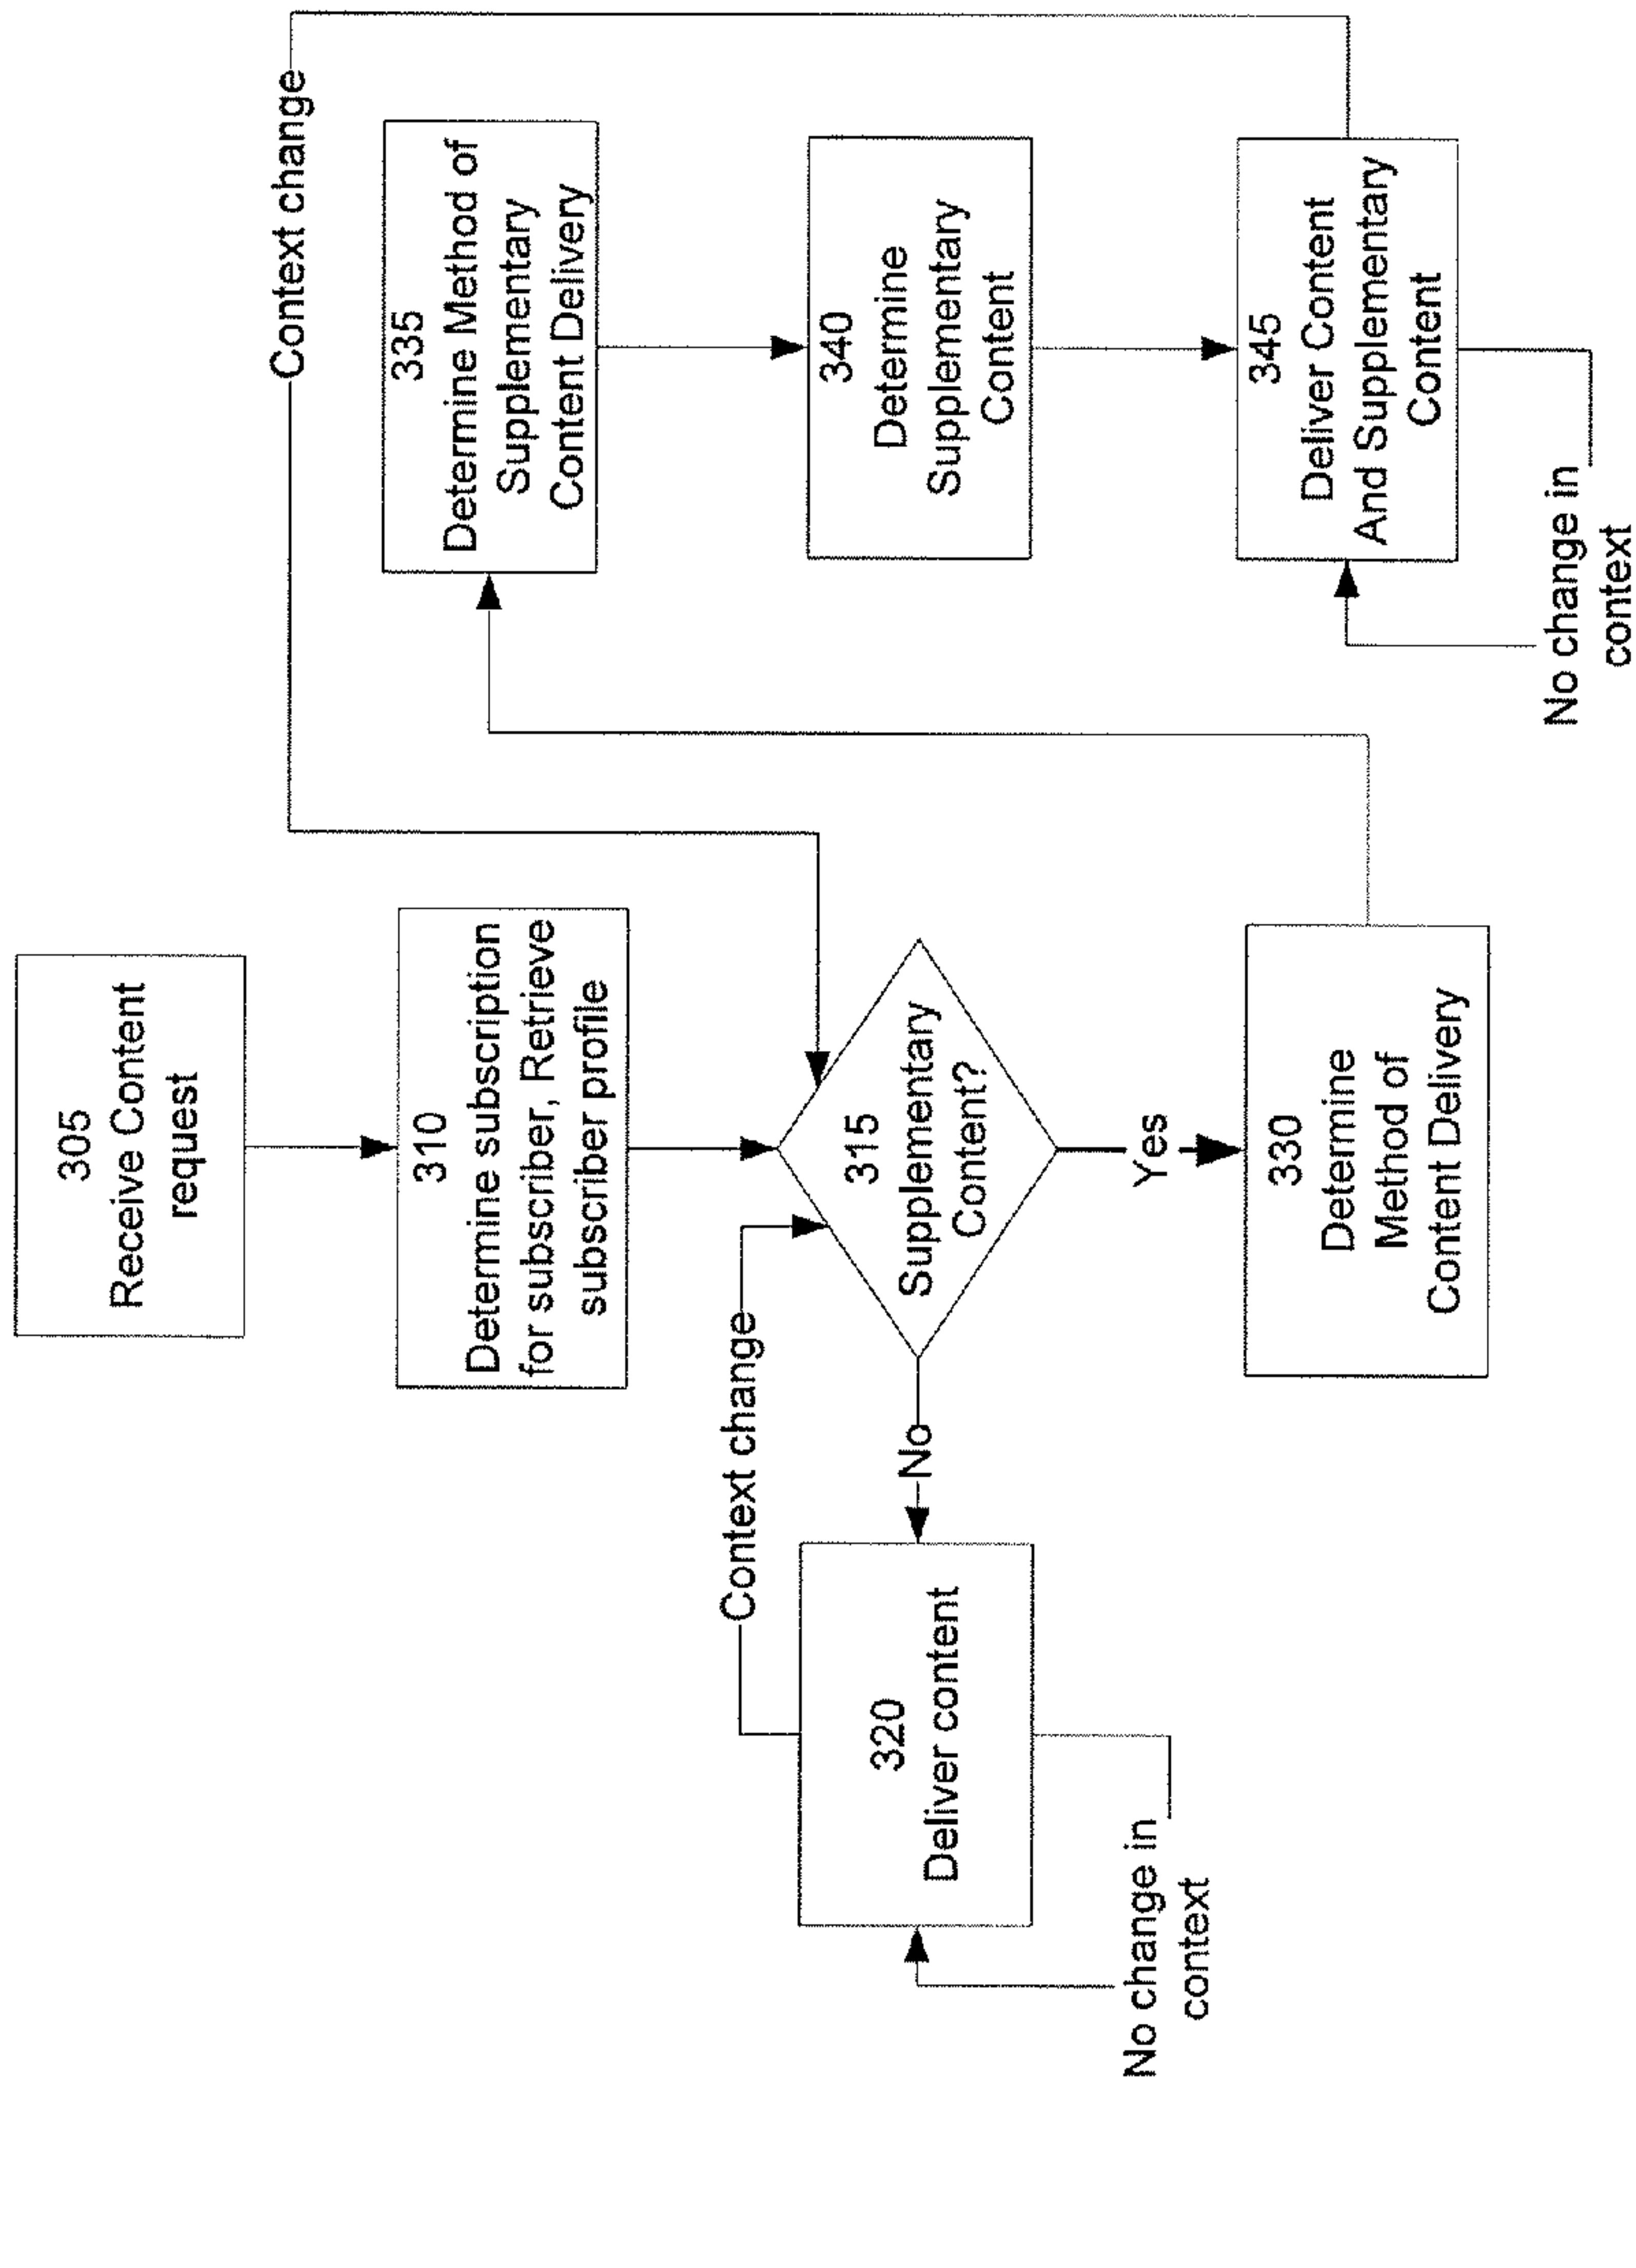 305
Receive Content
request
310
Determine subscription
for subscriber, Retrieve
subscriber profile
Context change
315
Supplementary
Content?
No
320
Deliver content
No change in
context
Yes
330
Determine
Method of
Content Delivery
Context change
335
Determine Method of
Supplementary
Content Delivery
340
Determine
Supplementary
Content
345
Deliver Content
And Supplementary
Content
No change in
context